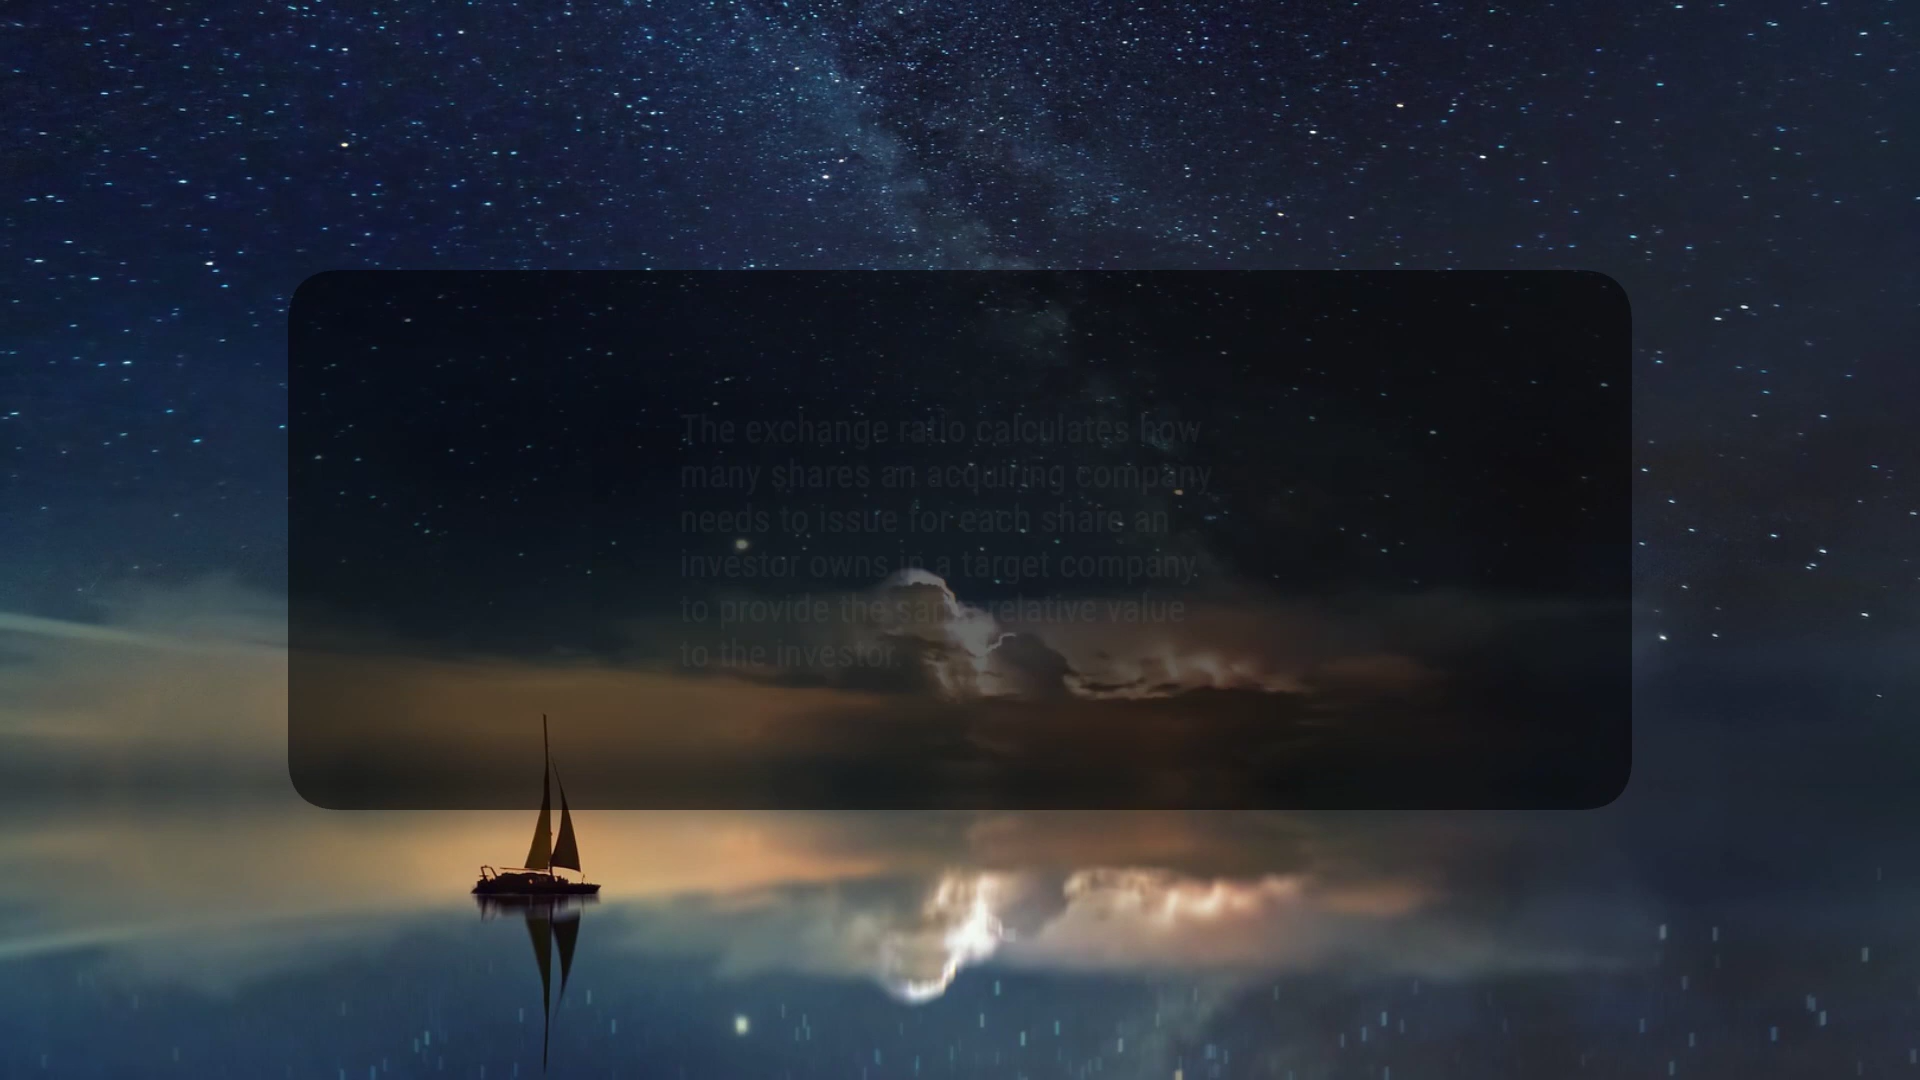 The exchange ratio calculates how
many shares an acquiring company
needs to issue for each share an
investor owns in a target company
to provide the same relative value
to the investor.